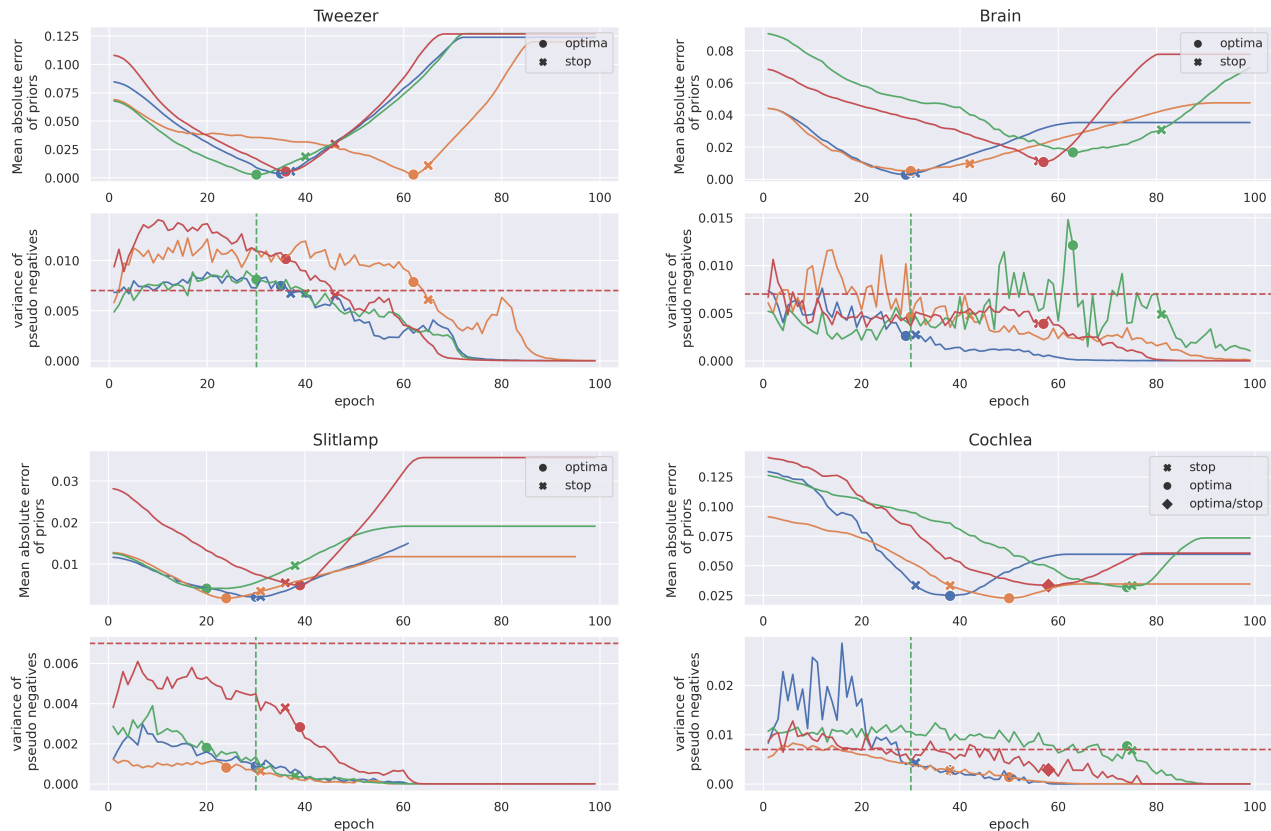 Tweezer
Mean absolute error
of priors
0.125
0.100
0.075
0.050
0.025
0.000
optima
stop
0 20 40 60 80 100
variance of
pseudo negatives
0.010
0.005
0.000
0 20 40 60 80 100
epoch
Brain
Mean absolute error
of priors
0.08
0.06
0.04
0.02
0.00
optima
stop
0 20 40 60 80 100
variance of
pseudo negatives
0.015
0.010
0.005
0.000
0 20 40 60 80 100
epoch
Slitlamp
Mean absolute error
of priors
0.03
0.02
0.01
optima
stop
0 20 40 60 80 100
variance of
pseudo negatives
0.006
0.004
0.002
0.000
0 20 40 60 80 100
epoch
Cochlea
Mean absolute error
of priors
0.125
0.100
0.075
0.050
0.025
stop
optima
optima/stop
0 20 40 60 80 100
variance of
pseudo negatives
0.02
0.01
0.00
0 20 40 60 80 100
epoch